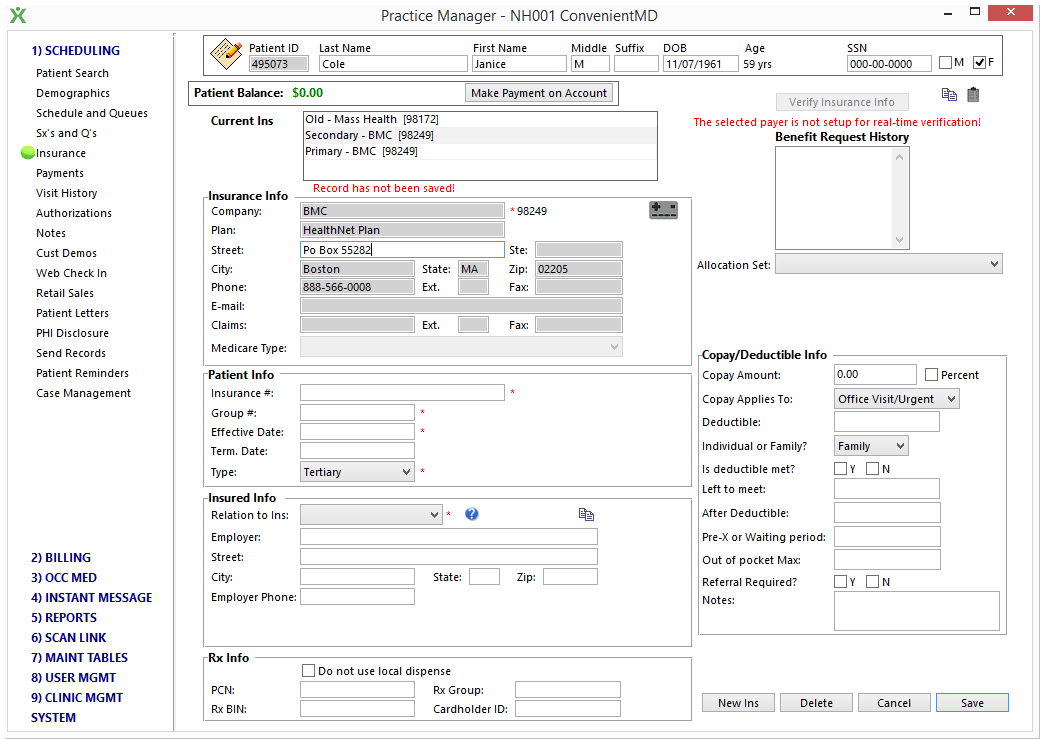 Practice Manager - NH001 ConvenientMD
1) SCHEDULING
Patient Search
Demographics
Schedule and Queues
Sx's and Q's
Insurance
Payments
Visit History
Authorizations
Notes
Cust Demos
Web Check In
Retail Sales
Patient Letters
PHI Disclosure
Send Records
Patient Reminders
Case Management
2) BILLING
3) OCC MED
4) INSTANT MESSAGE
5) REPORTS
6) SCAN LINK
7) MAINT TABLES
8) USER MGMT
9) CLINIC MGMT
SYSTEM
Patient ID Last Name First Name Middle Suffix DOB Age SSN
495073 Cole Janice M 11/07/1961 59 yrs 000-00-0000 M F
Patient Balance: $0.00 Make Payment on Account
Current Ins
Old - Mass Health [98172]
Secondary - BMC [98249]
Primary - BMC [98249]
Record has not been saved!
Insurance Info
Company: BMC * 98249
Plan: HealthNet Plan
Street: Po Box 55282 Ste:
City: Boston State: MA Zip: 02205
Phone: 888-566-0008 Ext. Fax:
E-mail:
Claims: Ext. Fax:
Medicare Type:
Patient Info
Insurance #: *
Group #: *
Effective Date: *
Term. Date:
Type: Tertiary *
Insured Info
Relation to Ins: * ?
Employer:
Street:
City: State: Zip:
Employer Phone:
Rx Info
Do not use local dispense
PCN: Rx Group:
Rx BIN: Cardholder ID:
Verify Insurance Info
The selected payer is not setup for real-time verification!
Benefit Request History
Allocation Set:
Copay/Deductible Info
Copay Amount: 0.00 Percent
Copay Applies To: Office Visit/Urgent
Deductible:
Individual or Family? Family
Is deductible met? Y N
Left to meet:
After Deductible:
Pre-X or Waiting period:
Out of pocket Max:
Referral Required? Y N
Notes:
New Ins Delete Cancel Save